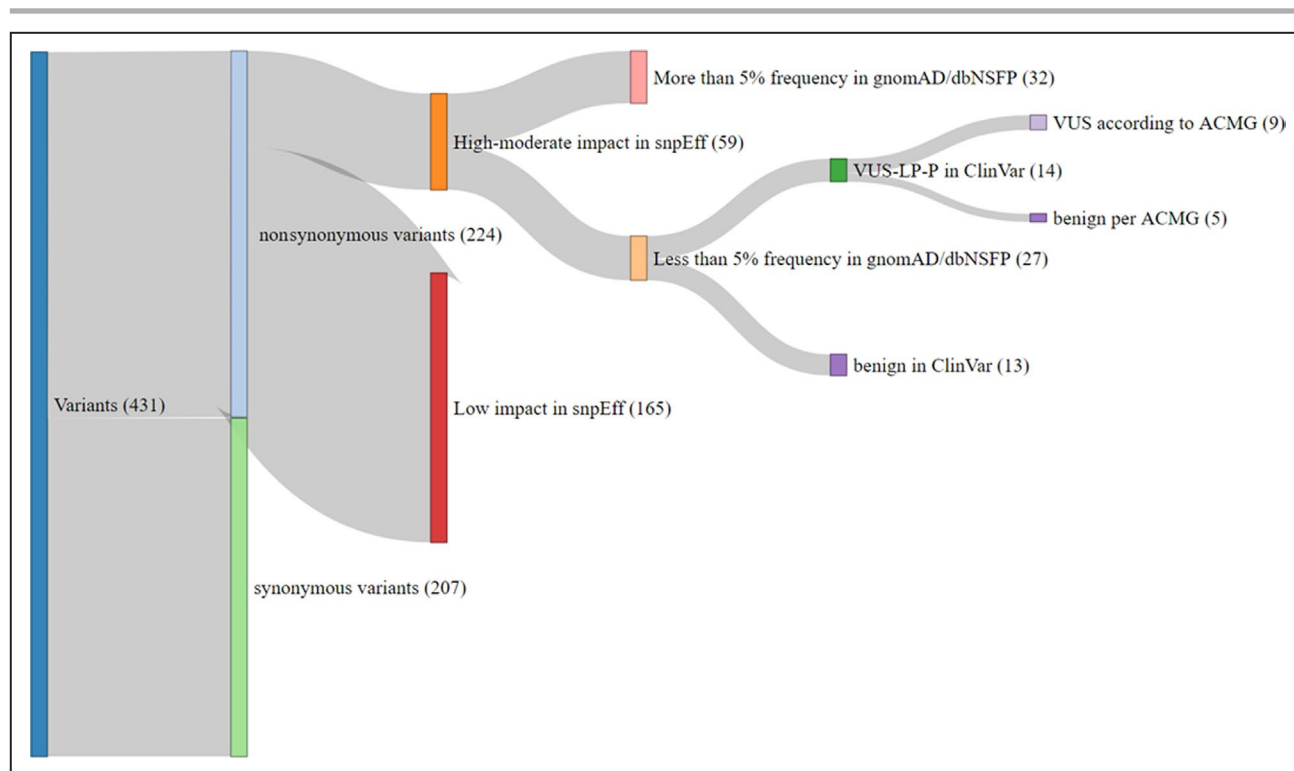 More than 5% frequency in gnomAD/dbNSFP (32)
VUS according to ACMG (9)
High-moderate impact in snpEff (59)
VUS-LP-P in ClinVar (14)
benign per ACMG (5)
nonsynonymous variants (224)
Less than 5% frequency in gnomAD/dbNSFP (27)
benign in ClinVar (13)
Variants (431)
Low impact in snpEff (165)
synonymous variants (207)